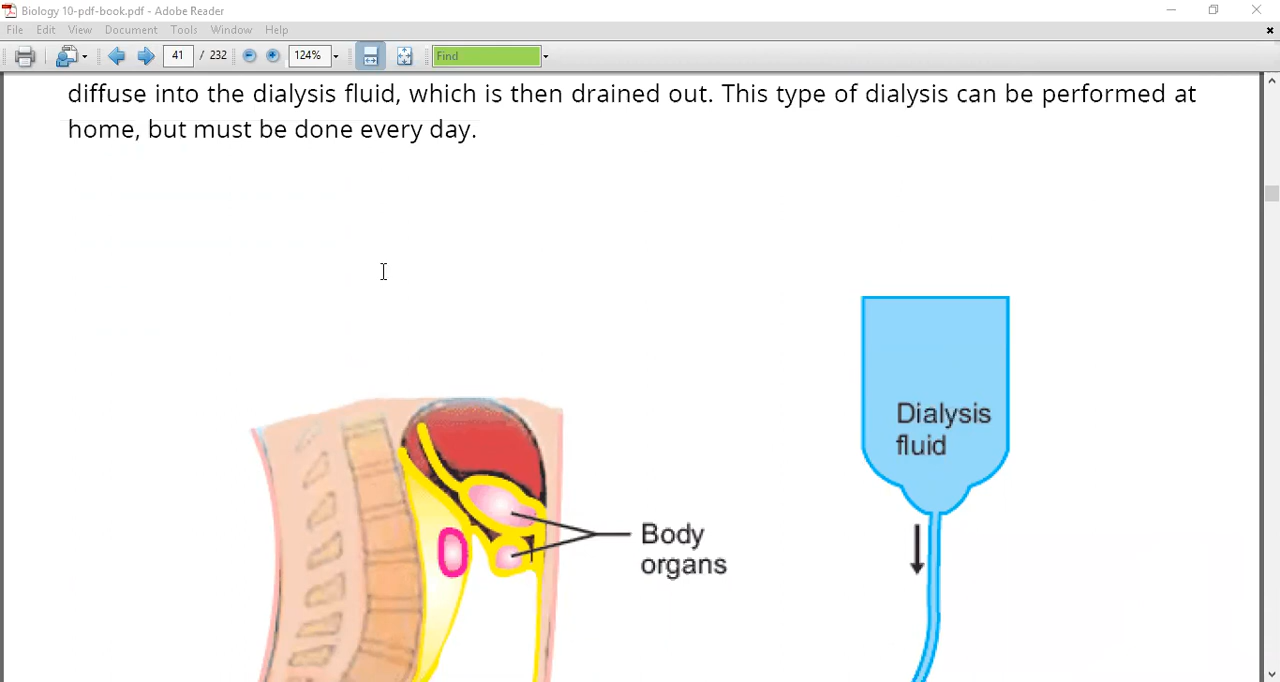 Biology 10-pdf-book.pdf - Adobe Reader
File Edit View Document Tools Window Help
41 / 232 124% Find
diffuse into the dialysis fluid, which is then drained out. This type of dialysis can be performed at
home, but must be done every day.
Dialysis
fluid
Body
organs